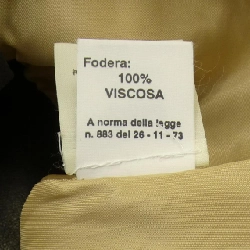 Fodera:
100%
VISCOSA
A norma della legge
n. 883 del 26 - 11 - 73